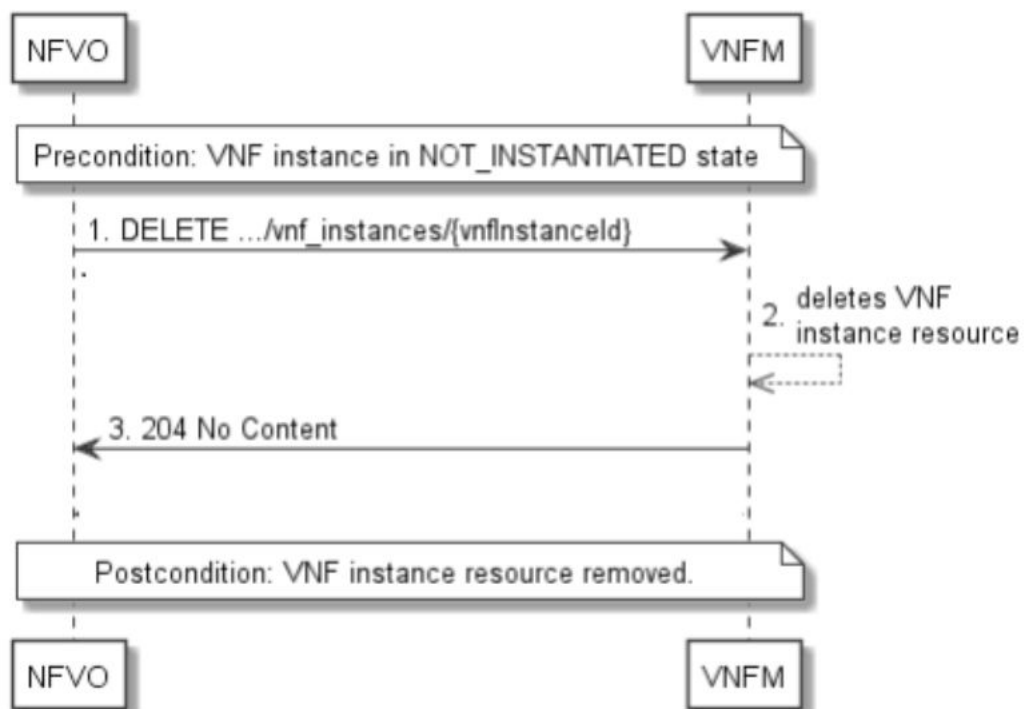 NFVO
VNFM
Precondition: VNF instance in NOT_INSTANTIATED state
1. DELETE .../vnf_instances/{vnfInstanceId}
2. deletes VNF
instance resource
3. 204 No Content
Postcondition: VNF instance resource removed.
NFVO
VNFM